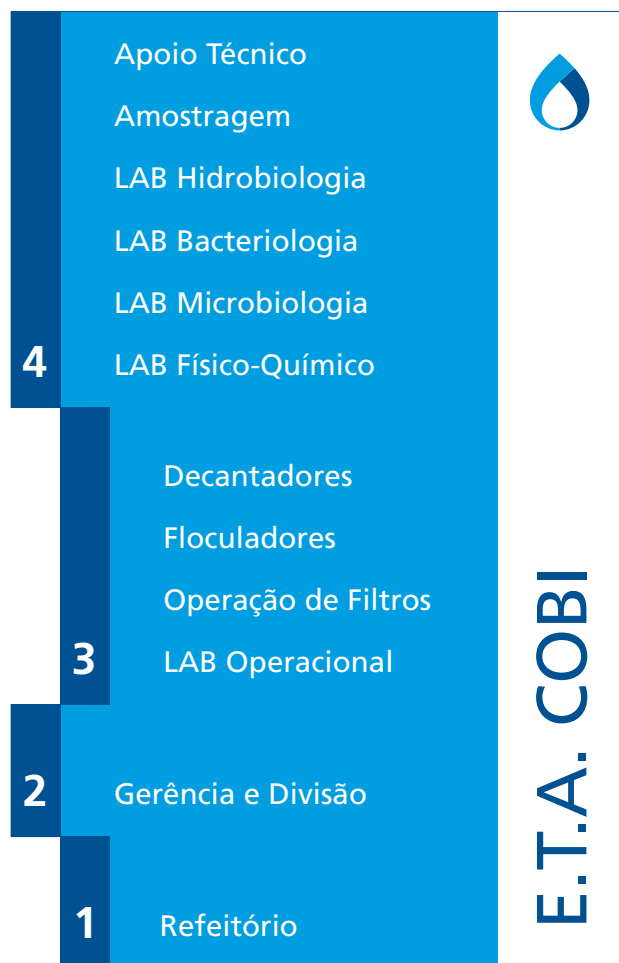 Apoio Técnico
Amostragem
LAB Hidrobiologia
LAB Bacteriologia
LAB Microbiologia
4 LAB Físico-Químico
Decantadores
Floculadores
Operação de Filtros
3 LAB Operacional
2 Gerência e Divisão
1 Refeitório
E.T.A. COBI